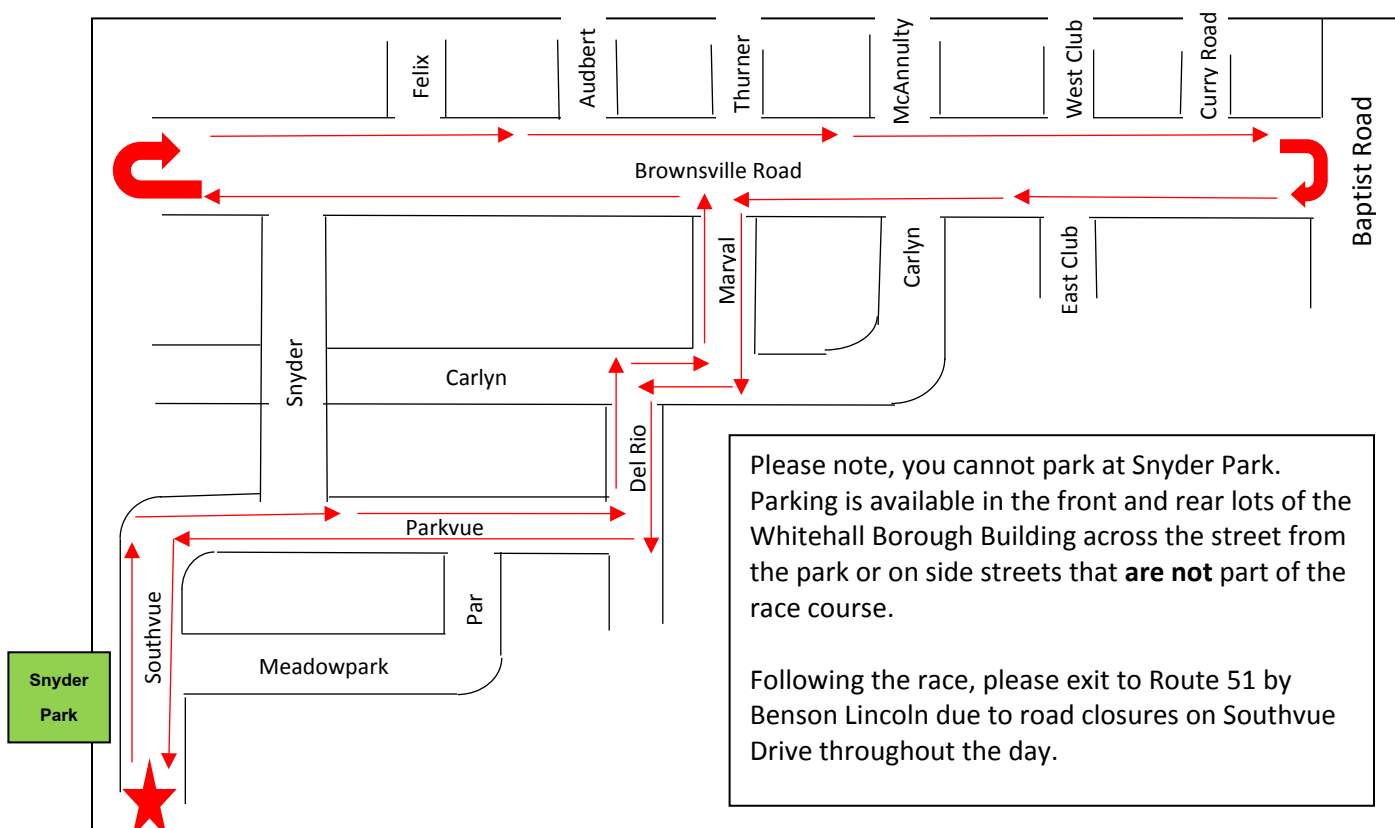 Felix
Audbert
Thurner
McAnnulty
West Club
Curry Road
Baptist Road
Brownsville Road
Snyder
Carlyn
Marval
Carlyn
East Club
Del Rio
Parkvue
Southvue
Par
Meadowpark
Snyder
Park
Please note, you cannot park at Snyder Park.
Parking is available in the front and rear lots of the
Whitehall Borough Building across the street from
the park or on side streets that are not part of the
race course.
Following the race, please exit to Route 51 by
Benson Lincoln due to road closures on Southvue
Drive throughout the day.